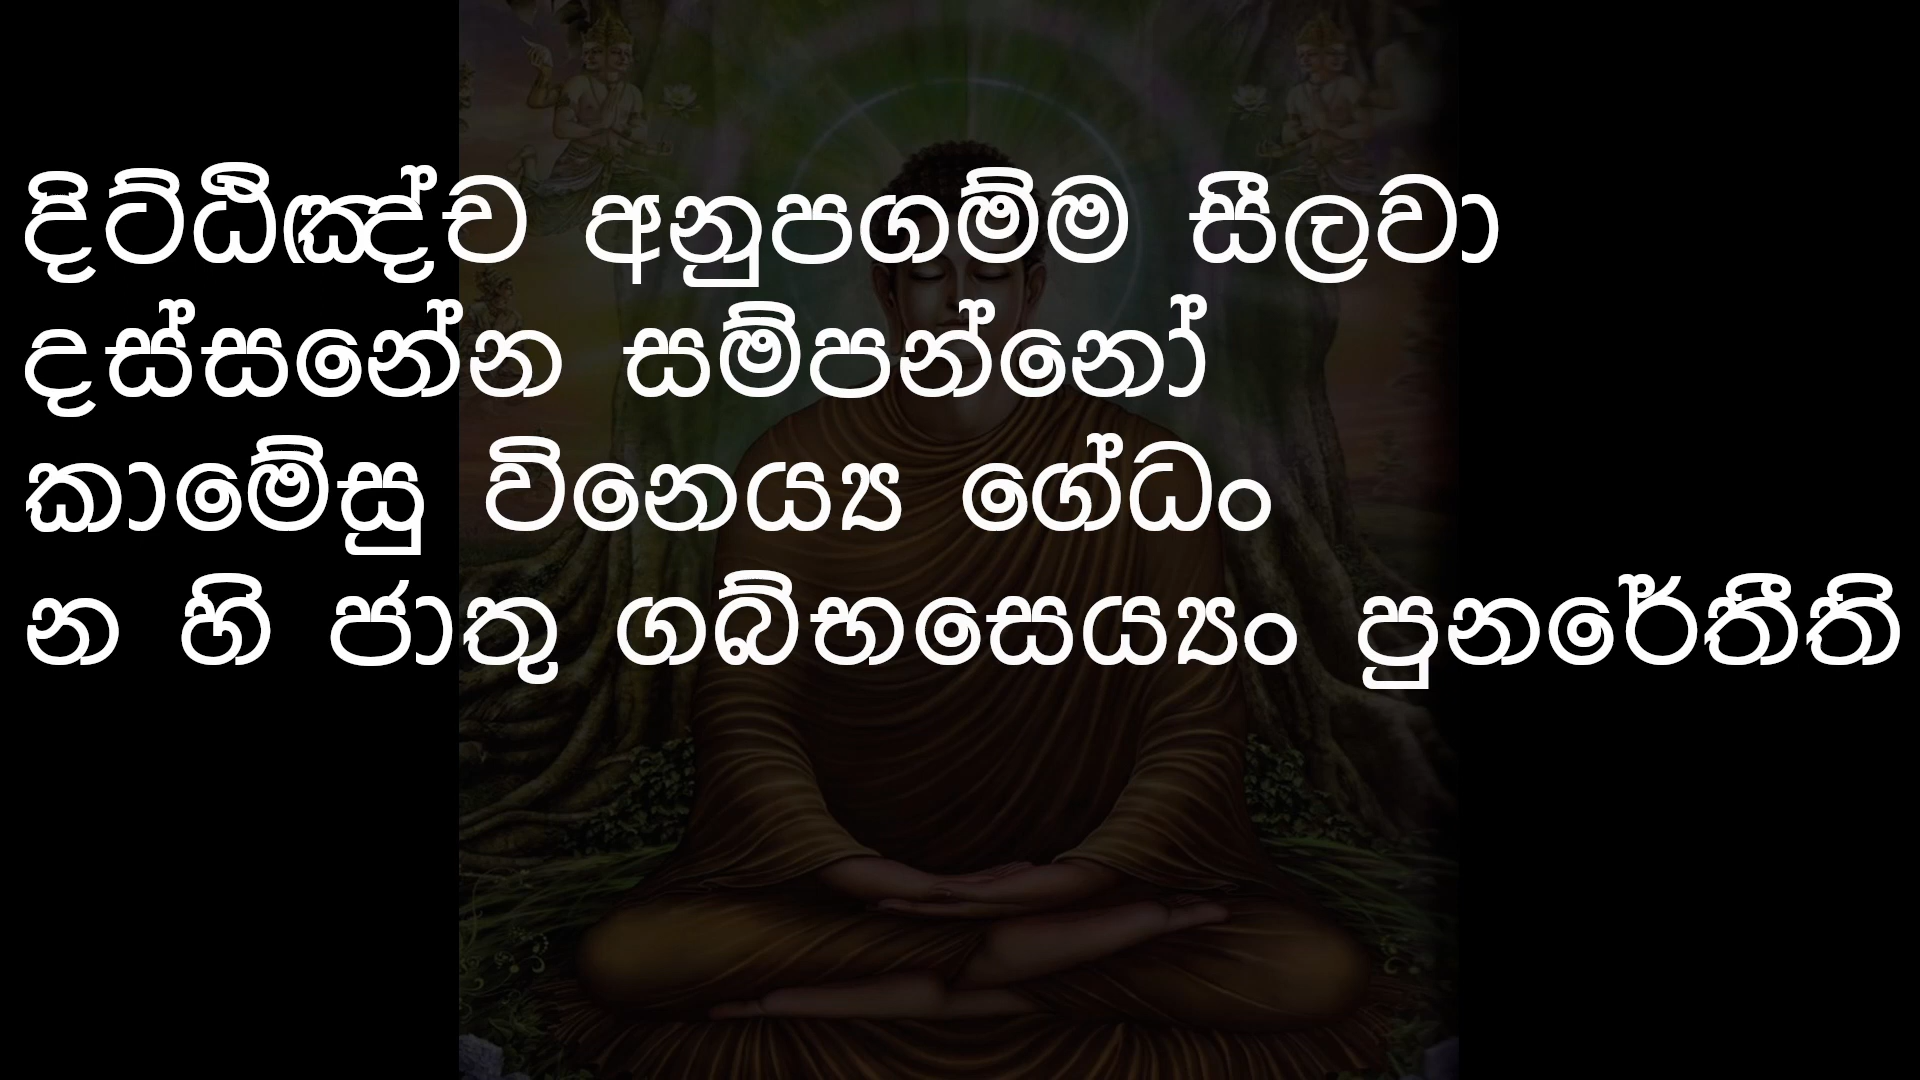 දිට්ඨිඤ්ච අනුපගම්ම සීලවා
දස්සනේන සම්පන්නෝ
කාමේසු විනෙය්‍ය ගේධං
න හි ජාතු ගබ්භසෙය්‍යං පුනරේතීති